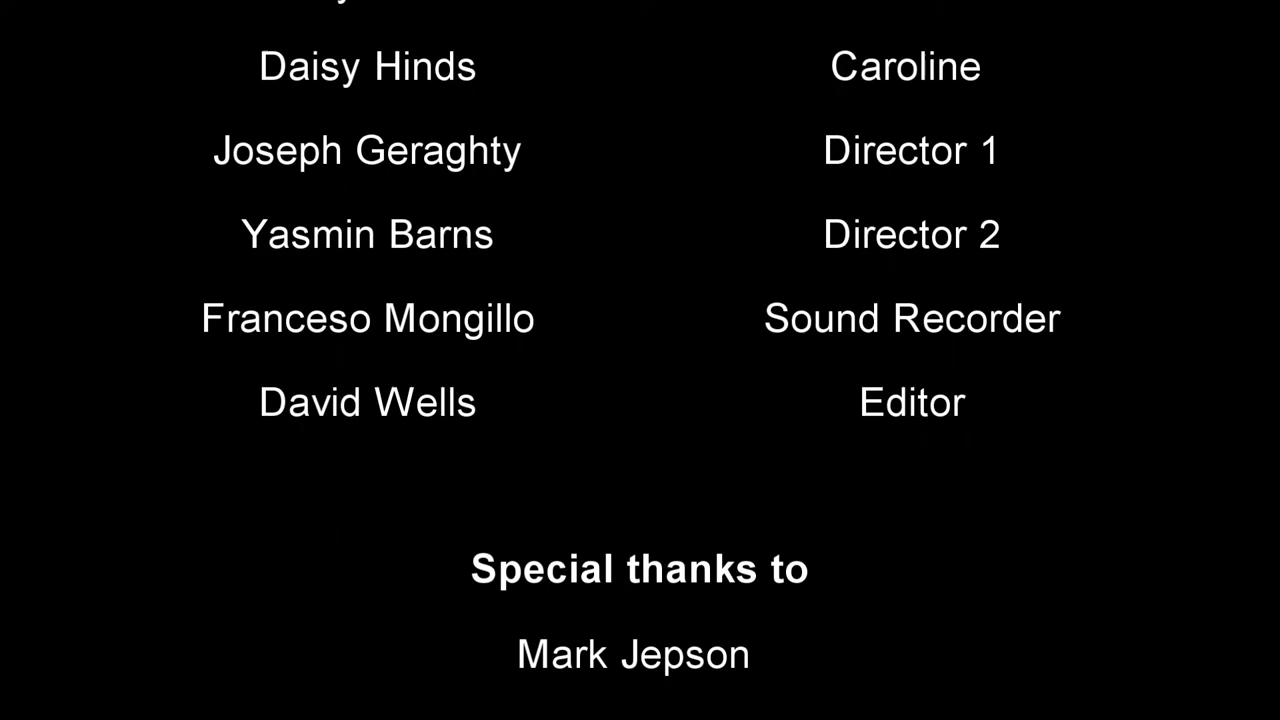 Daisy Hinds Caroline
Joseph Geraghty Director 1
Yasmin Barns Director 2
Franceso Mongillo Sound Recorder
David Wells Editor
Special thanks to
Mark Jepson